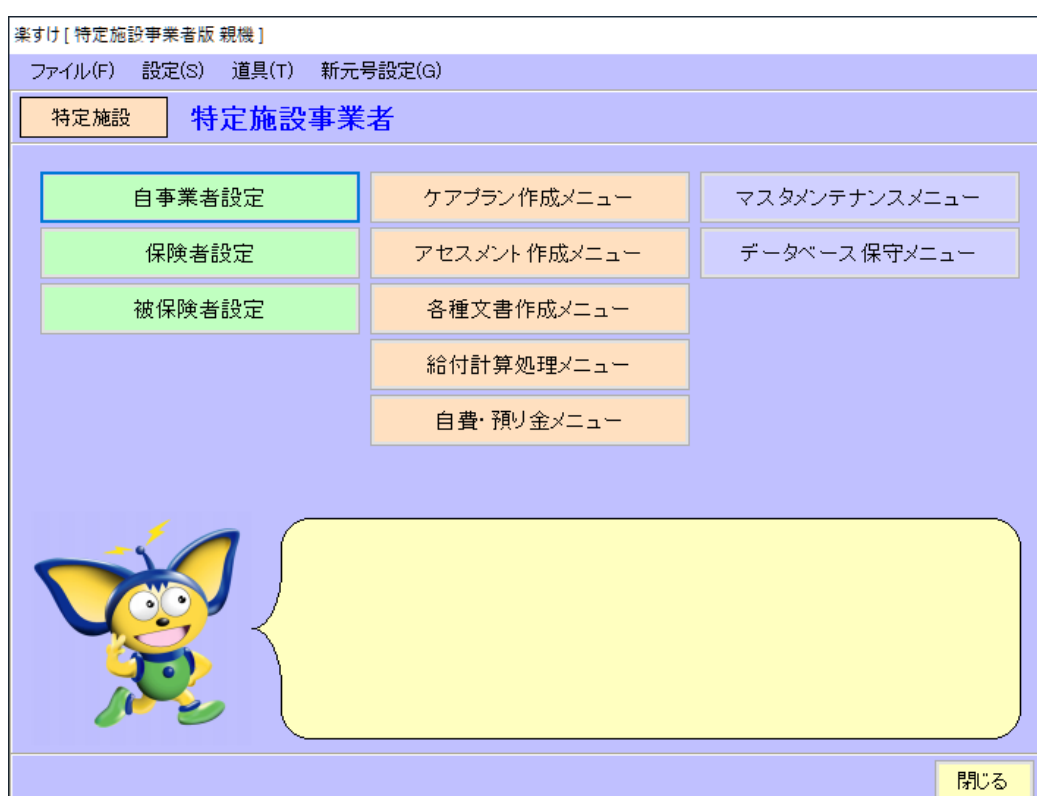 楽すけ [ 特定施設事業者版 親機 ]
ファイル(F) 設定(S) 道具(T) 新元号設定(G)
特定施設 特定施設事業者
自事業者設定 ケアプラン作成メニュー マスタメンテナンスメニュー
保険者設定 アセスメント作成メニュー データベース保守メニュー
被保険者設定 各種文書作成メニュー
給付計算処理メニュー
自費・預り金メニュー
閉じる